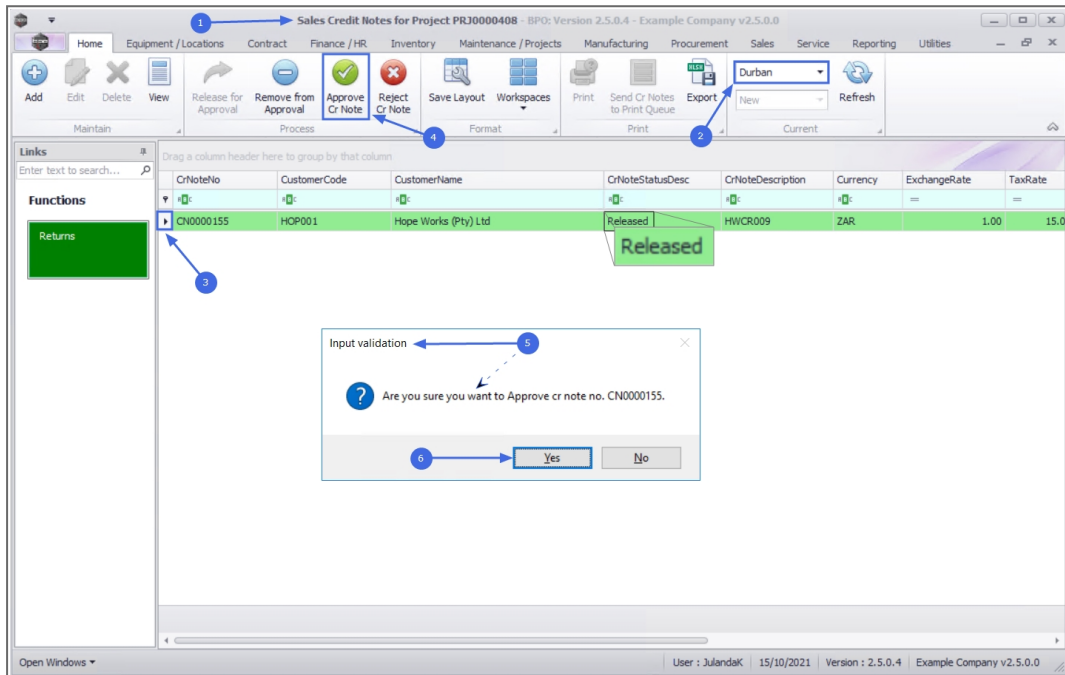 1
Sales Credit Notes for Project PRJ0000408 - BPO: Version 2.5.0.4 - Example Company v2.5.0.0
Home Equipment / Locations Contract Finance / HR Inventory Maintenance / Projects Manufacturing Procurement Sales Service Reporting Utilities
Add Edit Delete View Release for Approval Remove from Approval Approve Cr Note Reject Cr Note Save Layout Workspaces Print Send Cr Notes to Print Queue Export Durban New Refresh
Maintain Process 4 Format Print 2 Current
Links
Enter text to search...
Functions
Returns
Drag a column header here to group by that column
CrNoteNo CustomerCode CustomerName CrNoteStatusDesc CrNoteDescription Currency ExchangeRate TaxRate
= =
CN0000155 HOP001 Hope Works (Pty) Ltd Released HWCR009 ZAR 1.00 15.0
Released
3
Input validation 5
? Are you sure you want to Approve cr note no. CN0000155.
6 Yes No
Open Windows User : JulandaK 15/10/2021 Version : 2.5.0.4 Example Company v2.5.0.0